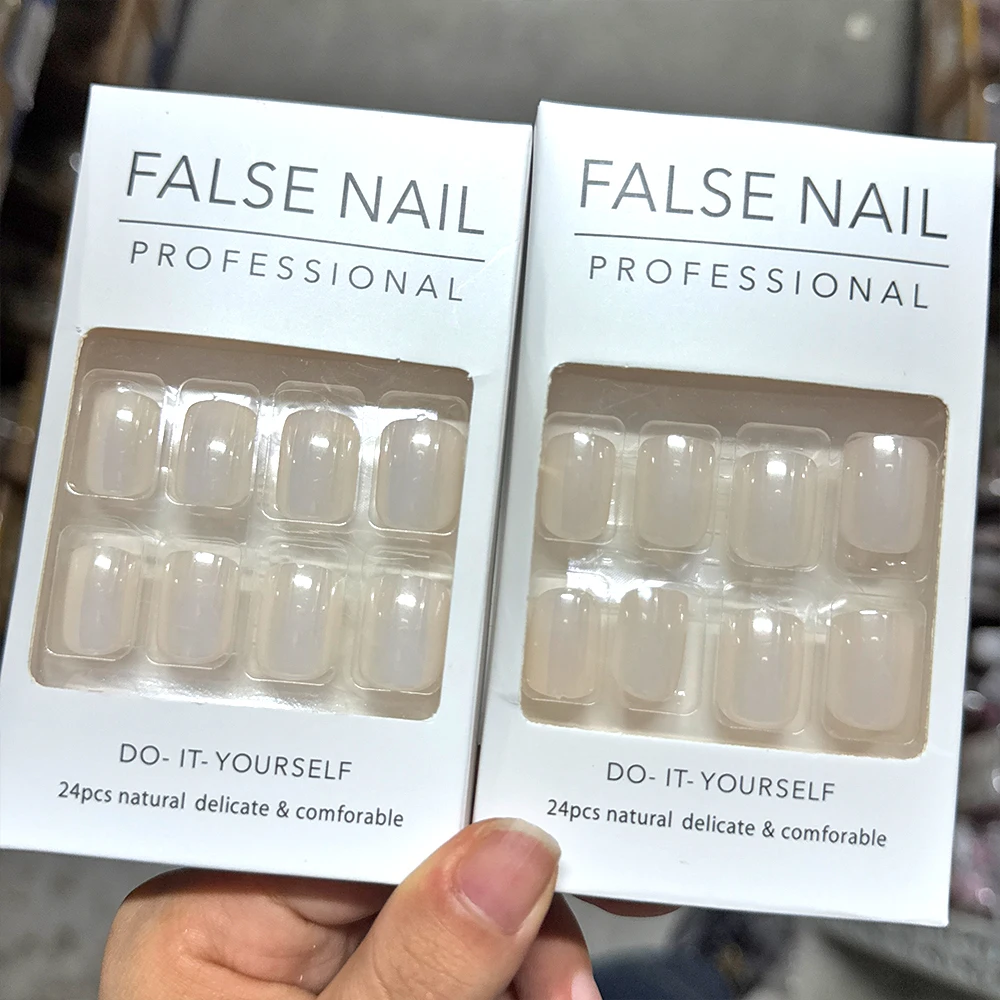 FALSE NAIL
PROFESSIONAL
DO- IT- YOURSELF
24pcs natural delicate & comforable
FALSE NAIL
PROFESSIONAL
DO- IT- YOURSELF
24pcs natural delicate & comforable